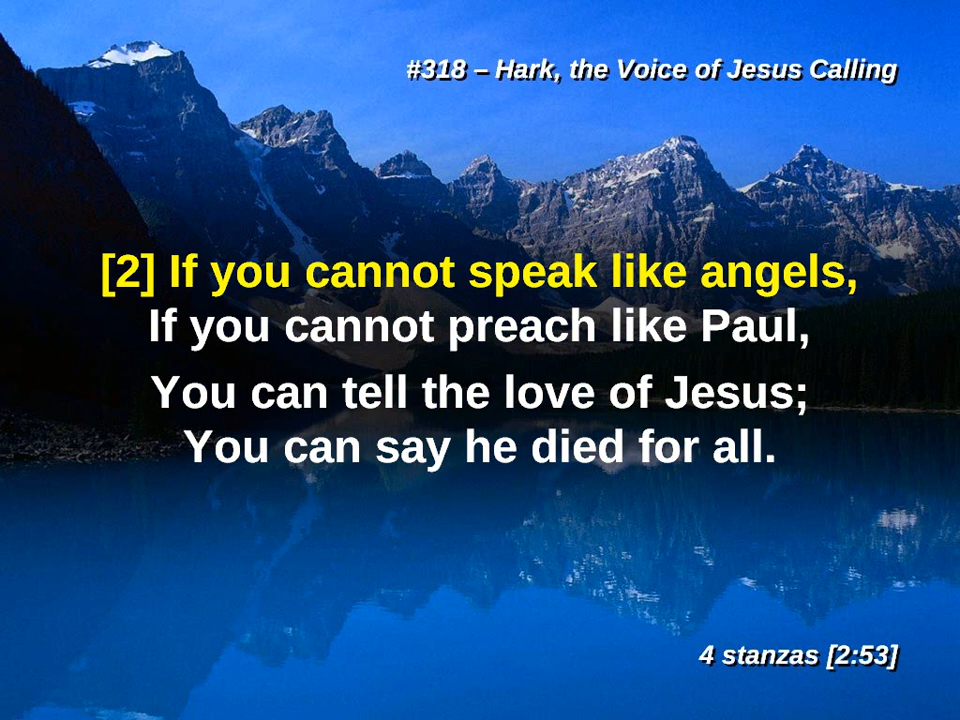 #318 – Hark, the Voice of Jesus Calling
[2] If you cannot speak like angels,
If you cannot preach like Paul,
You can tell the love of Jesus;
You can say he died for all.
4 stanzas [2:53]